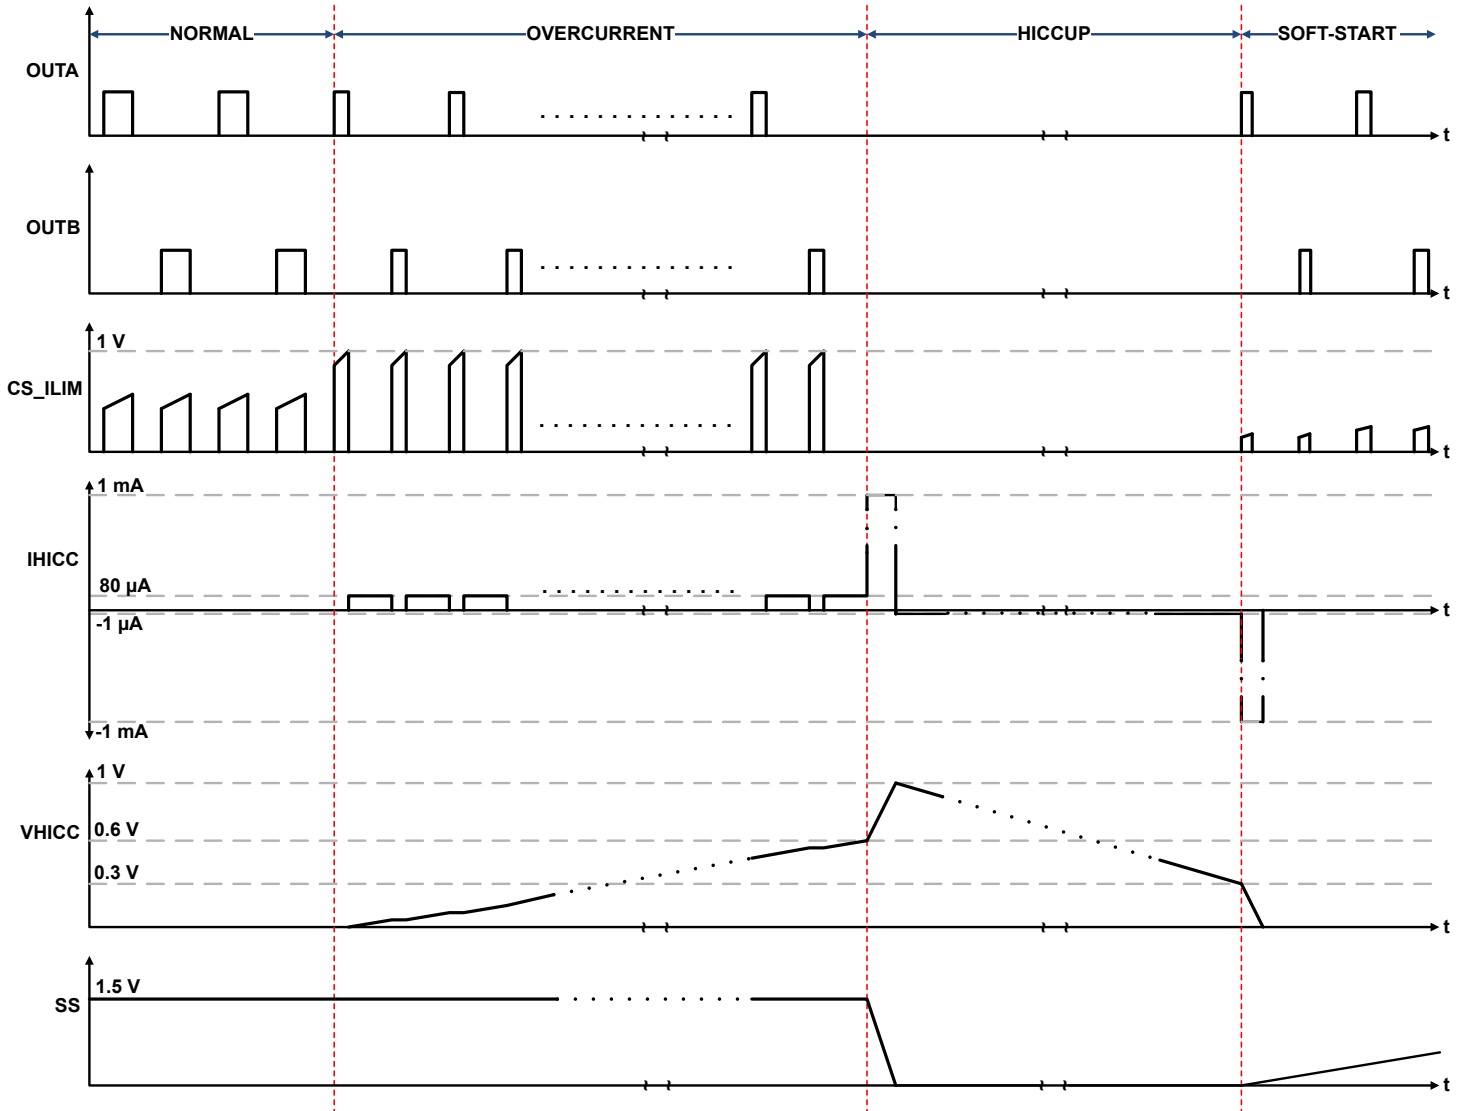 NORMAL OVERCURRENT HICCUP SOFT-START
OUTA
t
OUTB
t
1 V
CS_ILIM
t
1 mA
IHICC
80 µA
t
-1 µA
-1 mA
1 V
VHICC
0.6 V
0.3 V
t
1.5 V
SS
t